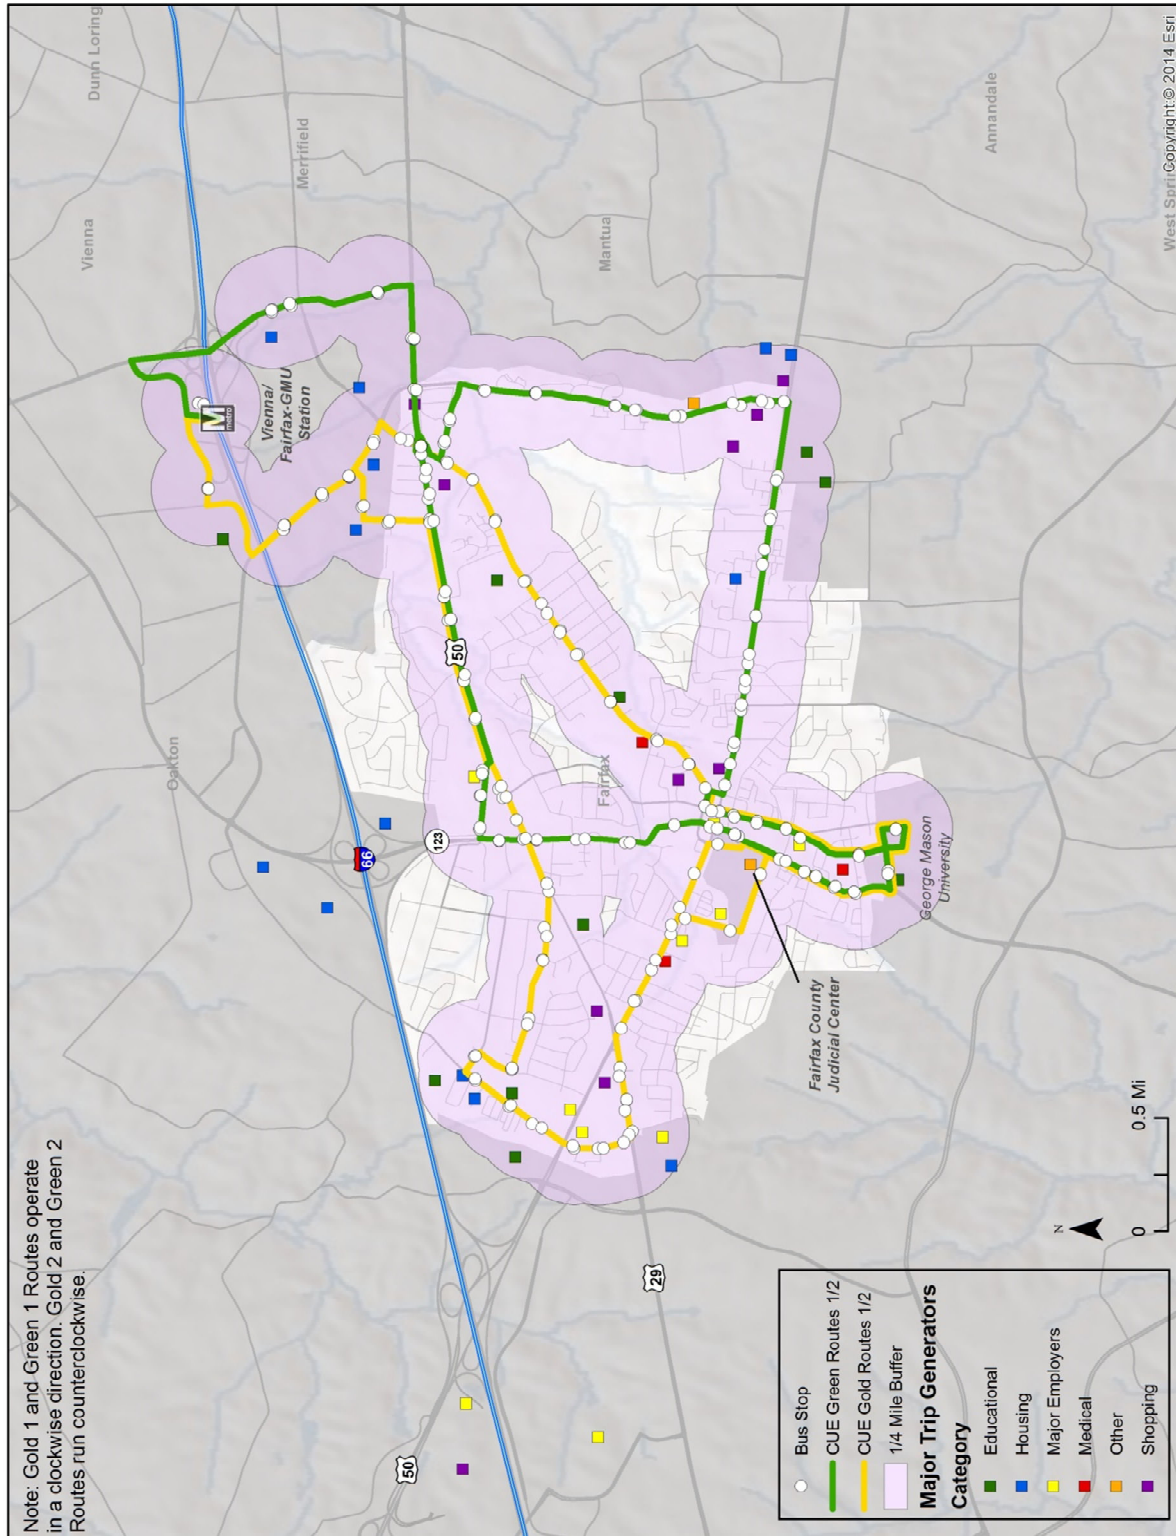 Note: Gold 1 and Green 1 Routes operate
in a clockwise direction. Gold 2 and Green 2
Routes run counterclockwise.
Dunn Loring
Vienna
Merrifield
Oakton
Vienna/
Fairfax-GMU
Station
M
metro
66
50
123
50
Mantua
Fairfax
Annandale
29
Fairfax County
Judicial Center
George Mason
University
West Spri
Copyright:© 2014 Esri
N
0
0.5 Mi
Bus Stop
CUE Green Routes 1/2
CUE Gold Routes 1/2
1/4 Mile Buffer
Major Trip Generators
Category
Educational
Housing
Major Employers
Medical
Other
Shopping